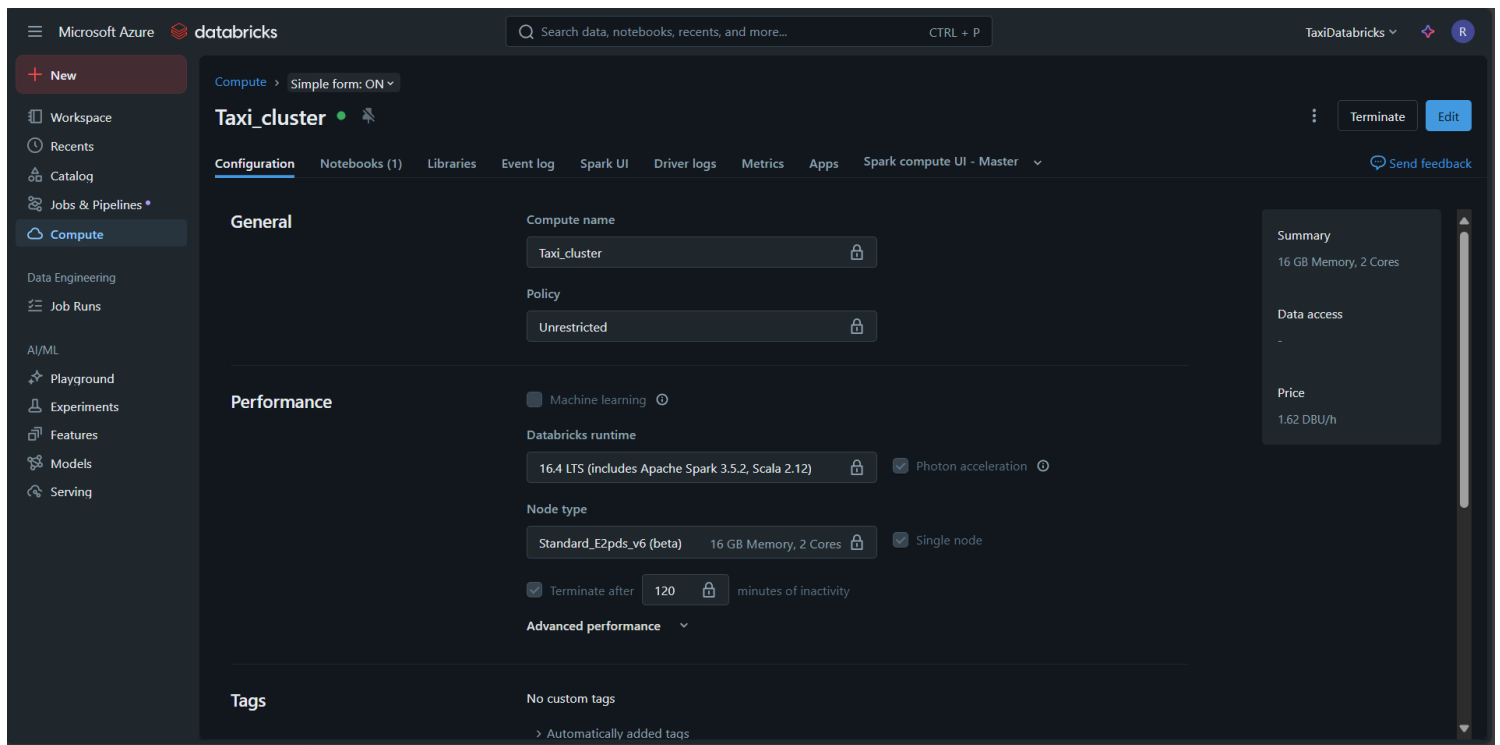 Microsoft Azure databricks
Search data, notebooks, recents, and more... CTRL + P
TaxiDatabricks R
New
Workspace
Recents
Catalog
Jobs & Pipelines
Compute
Data Engineering
Job Runs
AI/ML
Playground
Experiments
Features
Models
Serving
Compute > Simple form: ON
Taxi_cluster
Terminate Edit
Configuration Notebooks (1) Libraries Event log Spark UI Driver logs Metrics Apps Spark compute UI - Master
Send feedback
General
Compute name
Taxi_cluster
Policy
Unrestricted
Performance
Machine learning
Databricks runtime
16.4 LTS (includes Apache Spark 3.5.2, Scala 2.12)
Photon acceleration
Node type
Standard_E2pds_v6 (beta) 16 GB Memory, 2 Cores
Single node
Terminate after 120 minutes of inactivity
Advanced performance
Tags
No custom tags
> Automatically added tags
Summary
16 GB Memory, 2 Cores
Data access
-
Price
1.62 DBU/h